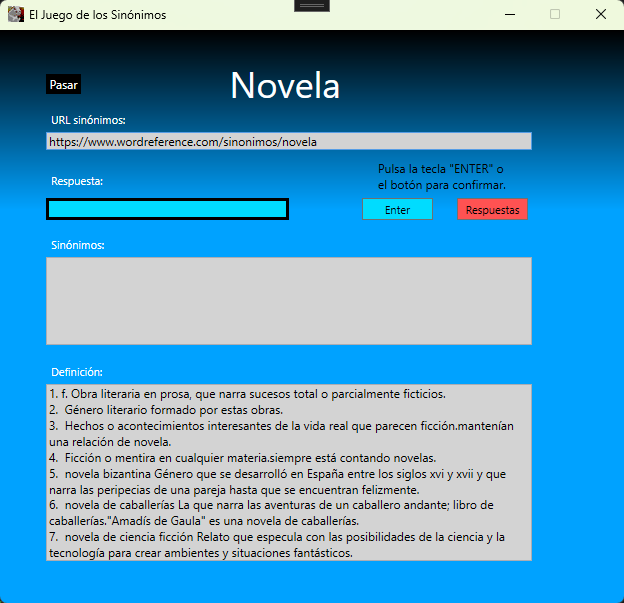 El Juego de los Sinónimos
Pasar
Novela
URL sinónimos:
https://www.wordreference.com/sinonimos/novela
Pulsa la tecla "ENTER" o
el botón para confirmar.
Respuesta:
Enter
Respuestas
Sinónimos:
Definición:
1. f. Obra literaria en prosa, que narra sucesos total o parcialmente ficticios.
2.  Género literario formado por estas obras.
3.  Hechos o acontecimientos interesantes de la vida real que parecen ficción.mantenían
una relación de novela.
4.  Ficción o mentira en cualquier materia.siempre está contando novelas.
5.  novela bizantina Género que se desarrolló en España entre los siglos xvi y xvii y que
narra las peripecias de una pareja hasta que se encuentran felizmente.
6.  novela de caballerías La que narra las aventuras de un caballero andante; libro de
caballerías."Amadís de Gaula" es una novela de caballerías.
7.  novela de ciencia ficción Relato que especula con las posibilidades de la ciencia y la
tecnología para crear ambientes y situaciones fantásticos.